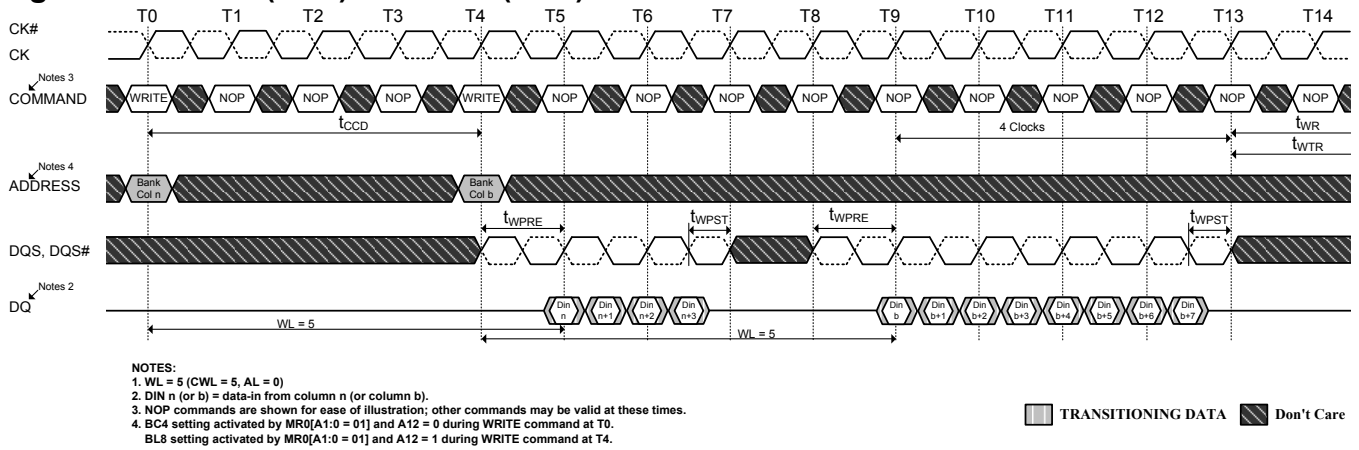 T0 T1 T2 T3 T4 T5 T6 T7 T8 T9 T10 T11 T12 T13 T14
CK#
CK
Notes 3
COMMAND
WRITE NOP NOP NOP WRITE NOP NOP NOP NOP NOP NOP NOP NOP NOP NOP
tCCD
4 Clocks
tWR
tWTR
Notes 4
ADDRESS
Bank Bank
Col n Col b
tWPRE tWPST tWPRE tWPST
DQS, DQS#
Notes 2
DQ
Din Din Din Din Din Din Din Din Din Din Din Din
n n+1 n+2 n+3 b b+1 b+2 b+3 b+4 b+5 b+6 b+7
WL = 5
WL = 5
NOTES:
1. WL = 5 (CWL = 5, AL = 0)
2. DIN n (or b) = data-in from column n (or column b).
3. NOP commands are shown for ease of illustration; other commands may be valid at these times.
4. BC4 setting activated by MR0[A1:0 = 01] and A12 = 0 during WRITE command at T0.
BL8 setting activated by MR0[A1:0 = 01] and A12 = 1 during WRITE command at T4.
TRANSITIONING DATA Don't Care